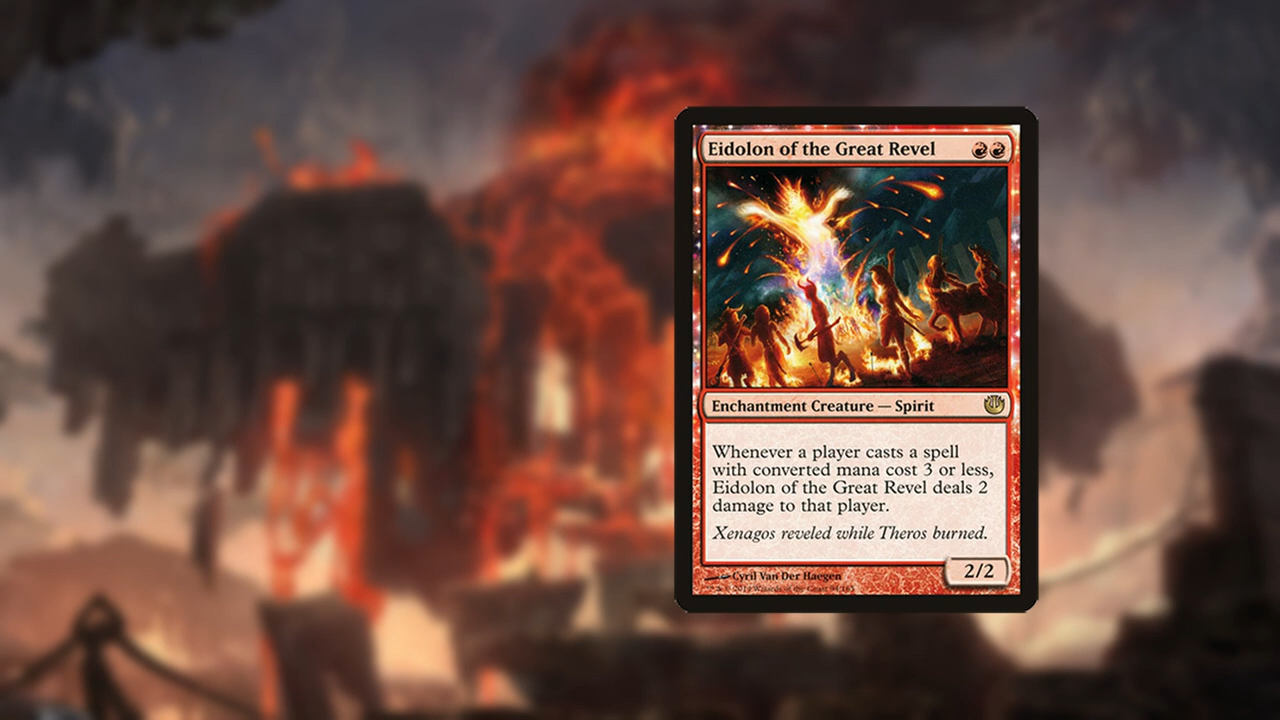 Eidolon of the Great Revel
Enchantment Creature — Spirit
Whenever a player casts a spell
with converted mana cost 3 or less,
Eidolon of the Great Revel deals 2
damage to that player.
Xenagos reveled while Theros burned.
2/2
Cyril Van Der Haegen